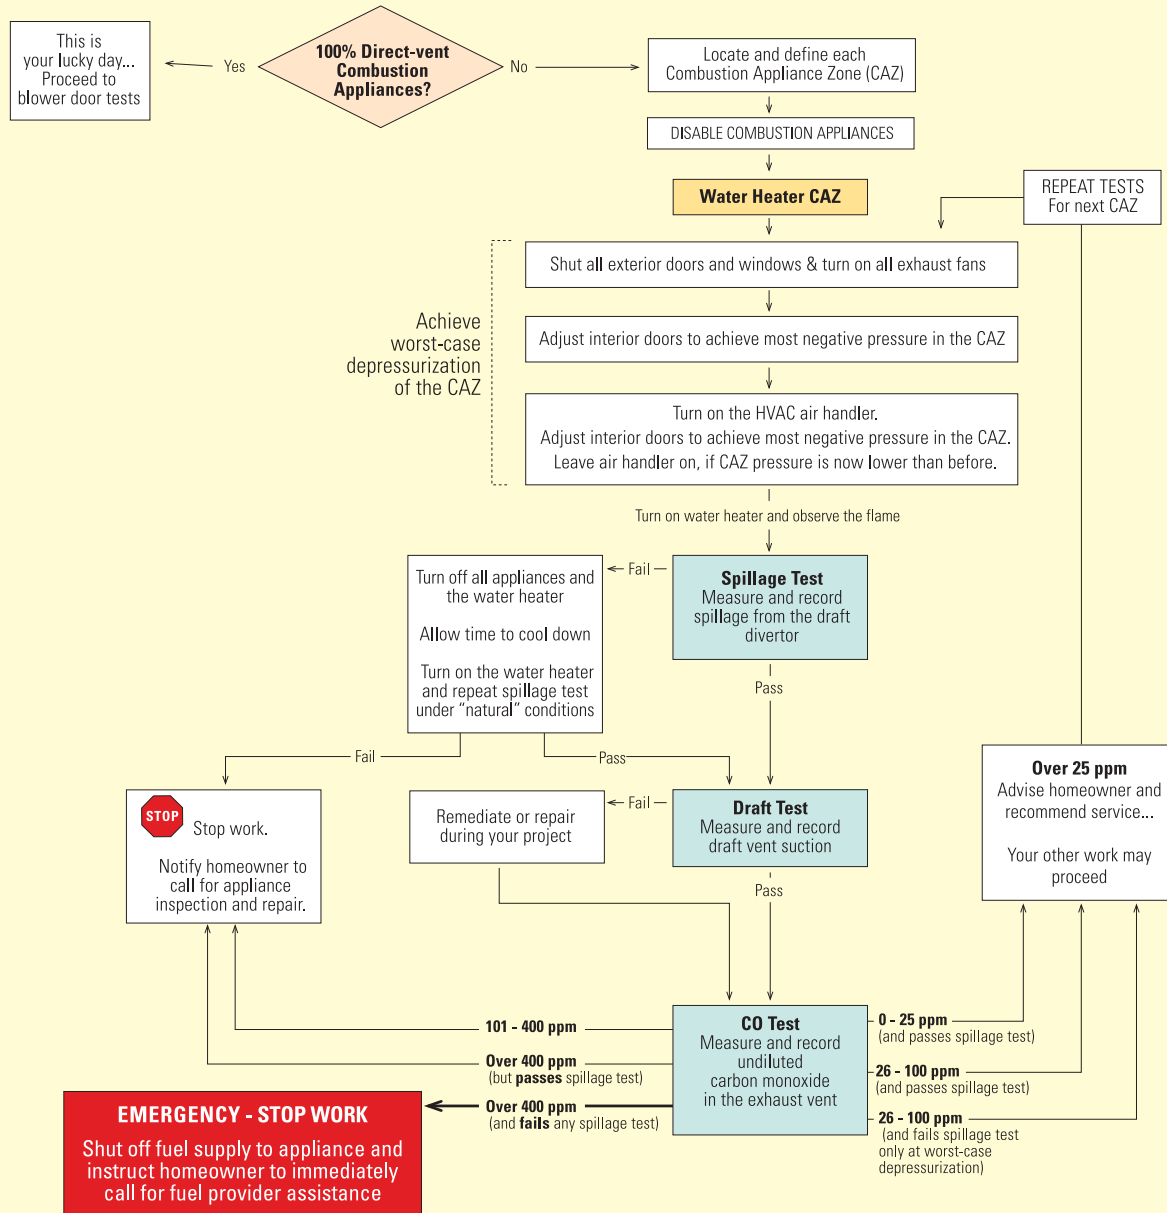 This is
your lucky day...
Proceed to
blower door tests
Yes
100% Direct-vent
Combustion
Appliances?
No
Locate and define each
Combustion Appliance Zone (CAZ)
DISABLE COMBUSTION APPLIANCES
Water Heater CAZ
REPEAT TESTS
For next CAZ
Achieve
worst-case
depressurization
of the CAZ
Shut all exterior doors and windows & turn on all exhaust fans
Adjust interior doors to achieve most negative pressure in the CAZ
Turn on the HVAC air handler.
Adjust interior doors to achieve most negative pressure in the CAZ.
Leave air handler on, if CAZ pressure is now lower than before.
Turn on water heater and observe the flame
Turn off all appliances and
the water heater
Allow time to cool down
Turn on the water heater
and repeat spillage test
under “natural” conditions
Fail
Spillage Test
Measure and record
spillage from the draft
divertor
Pass
Fail
Pass
STOP
Stop work.
Notify homeowner to
call for appliance
inspection and repair.
Remediate or repair
during your project
Fail
Draft Test
Measure and record
draft vent suction
Pass
Over 25 ppm
Advise homeowner and
recommend service...
Your other work may
proceed
101 - 400 ppm
Over 400 ppm
(but passes spillage test)
Over 400 ppm
(and fails any spillage test)
CO Test
Measure and record
undiluted
carbon monoxide
in the exhaust vent
0 - 25 ppm
(and passes spillage test)
26 - 100 ppm
(and passes spillage test)
26 - 100 ppm
(and fails spillage test
only at worst-case
depressurization)
EMERGENCY - STOP WORK
Shut off fuel supply to appliance and
instruct homeowner to immediately
call for fuel provider assistance